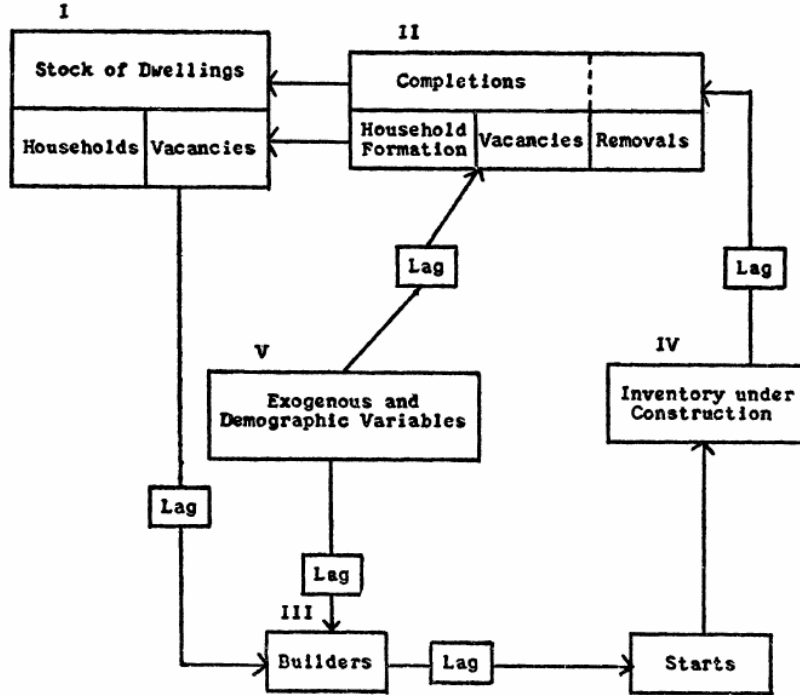 I
II
Stock of Dwellings
Completions
Households
Vacancies
Household
Formation
Vacancies
Removals
Lag
Lag
V
IV
Exogenous and
Demographic Variables
Inventory under
Construction
Lag
Lag
III
Builders
Lag
Starts